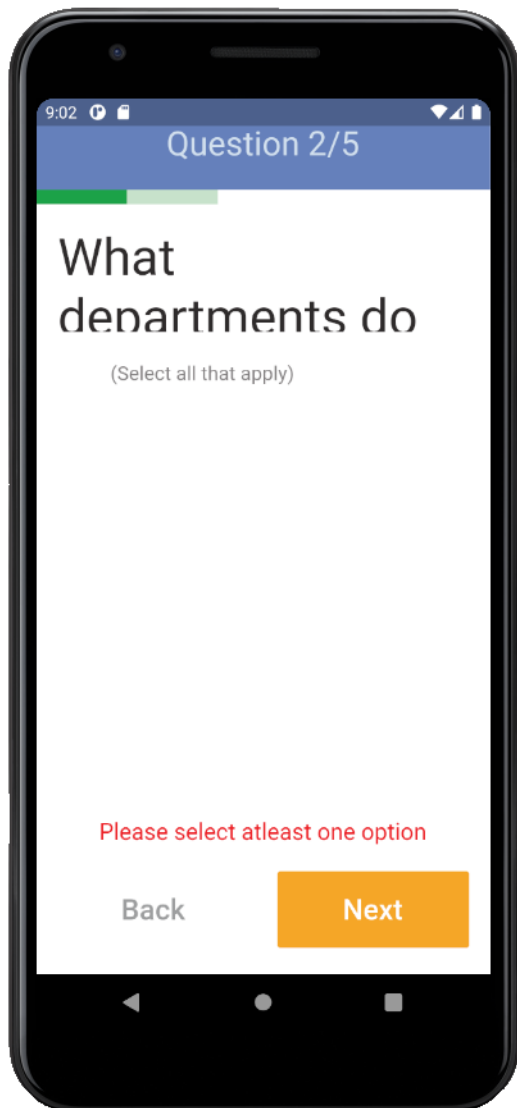 9:02
Question 2/5
What
departments do
(Select all that apply)
Please select atleast one option
Back
Next